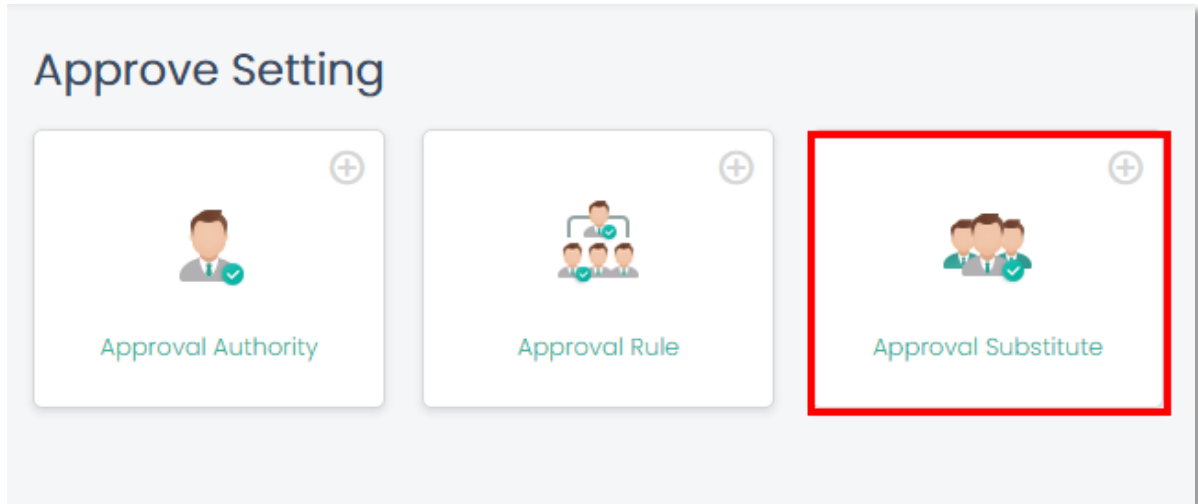 Approve Setting
Approval Authority
Approval Rule
Approval Substitute